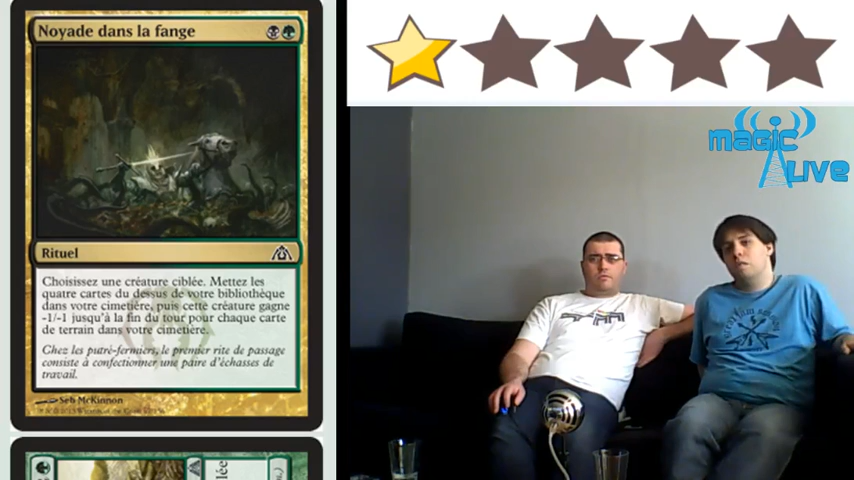 Noyade dans la fange
Rituel
Choisissez une créature ciblée. Mettez les
quatre cartes du dessus de votre bibliothèque
dans votre cimetière, puis cette créature gagne
-1/-1 jusqu'à la fin du tour pour chaque carte
de terrain dans votre cimetière.
Chez les putré-fermiers, le premier rite de passage
consiste à confectionner une paire d'échasses de
travail.
Seb McKinnon
magic
LIVE